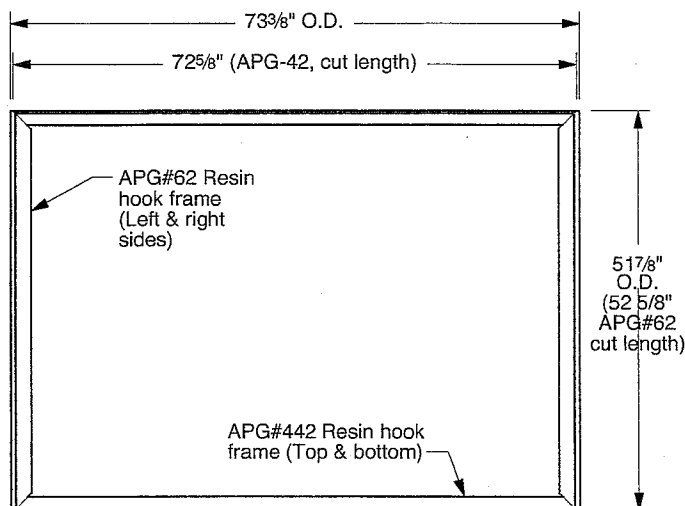 73⅜" O.D.
72⅝" (APG-42, cut length)
APG#62 Resin
hook frame
(Left & right
sides)
51⅞"
O.D.
(52 5/8"
APG#62
cut length)
APG#442 Resin hook
frame (Top & bottom)